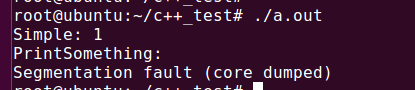 root@ubuntu:~/c++_test# ./a.out
Simple: 1
PrintSomething:
Segmentation fault (core dumped)
root@ubuntu:~/c++_test#